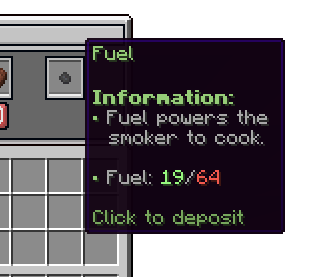 Fuel
Information:
• Fuel powers the
smoker to cook.
• Fuel: 19/64
Click to deposit